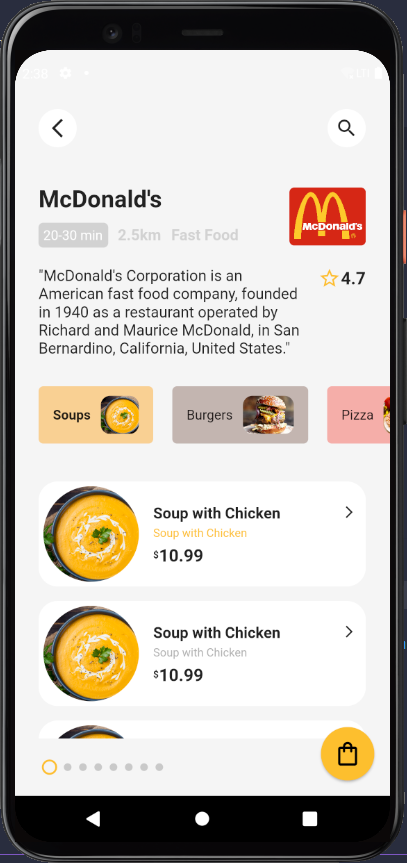 2:38
McDonald's
McDonald's
20-30 min 2.5km Fast Food
"McDonald's Corporation is an
American fast food company, founded
in 1940 as a restaurant operated by
Richard and Maurice McDonald, in San
Bernardino, California, United States."
4.7
Soups
Burgers
Pizza
Soup with Chicken
Soup with Chicken
$10.99
Soup with Chicken
Soup with Chicken
$10.99